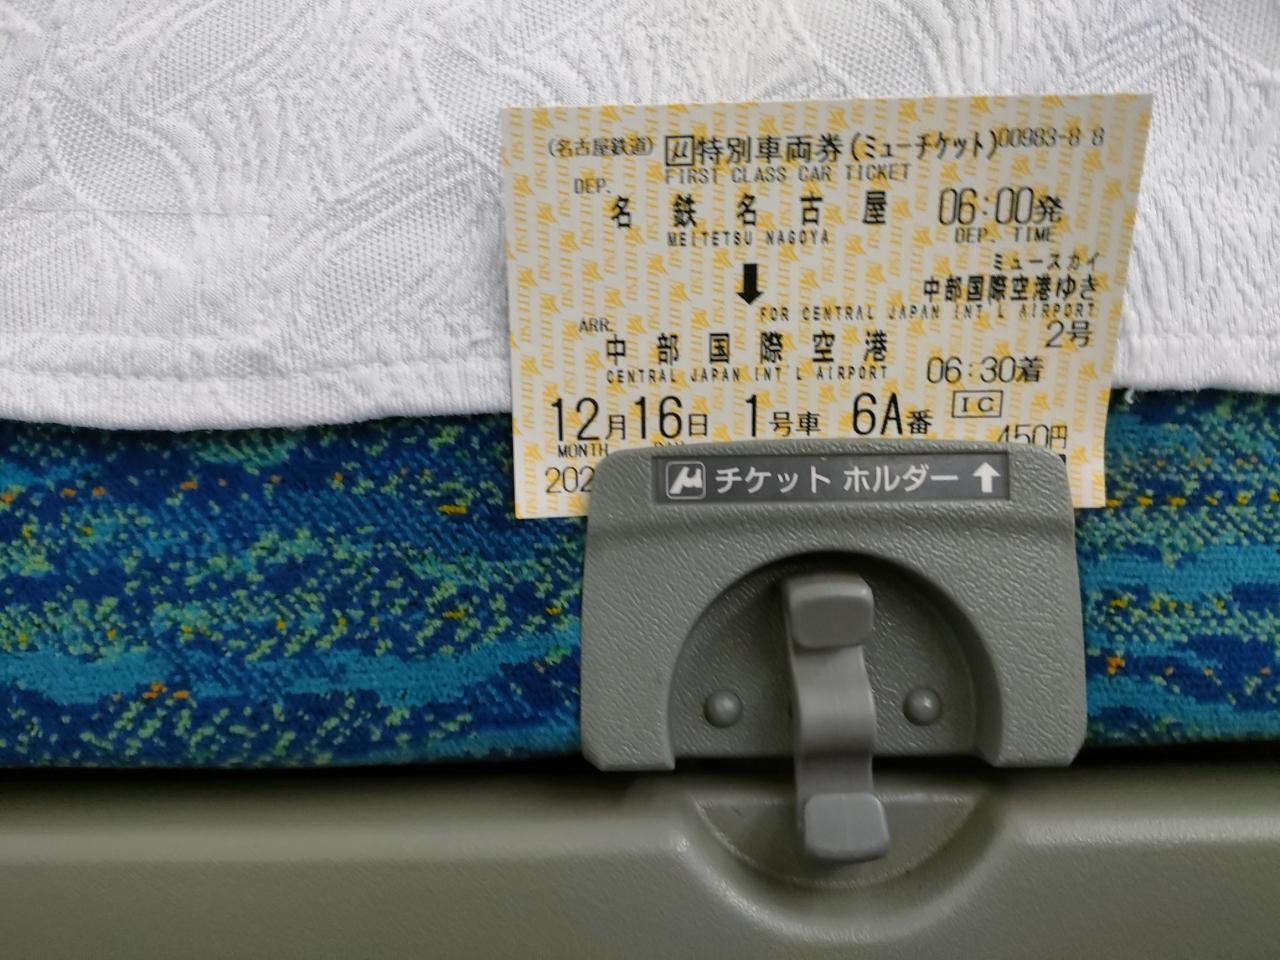 (名古屋鉄道) μ特別車両券(ミューチケット) 00983-8 8
FIRST CLASS CAR TICKET
DEP.
名鉄名古屋 06:00発
MEITETSU NAGOYA DEP. TIME
ミュースカイ
中部国際空港ゆき
FOR CENTRAL JAPAN INT'L AIRPORT
ARR. 2号
中部国際空港 06:30着
CENTRAL JAPAN INT'L AIRPORT
12月16日 1号車 6A番 IC
MONTH 450円
202
μ チケット ホルダー ↑